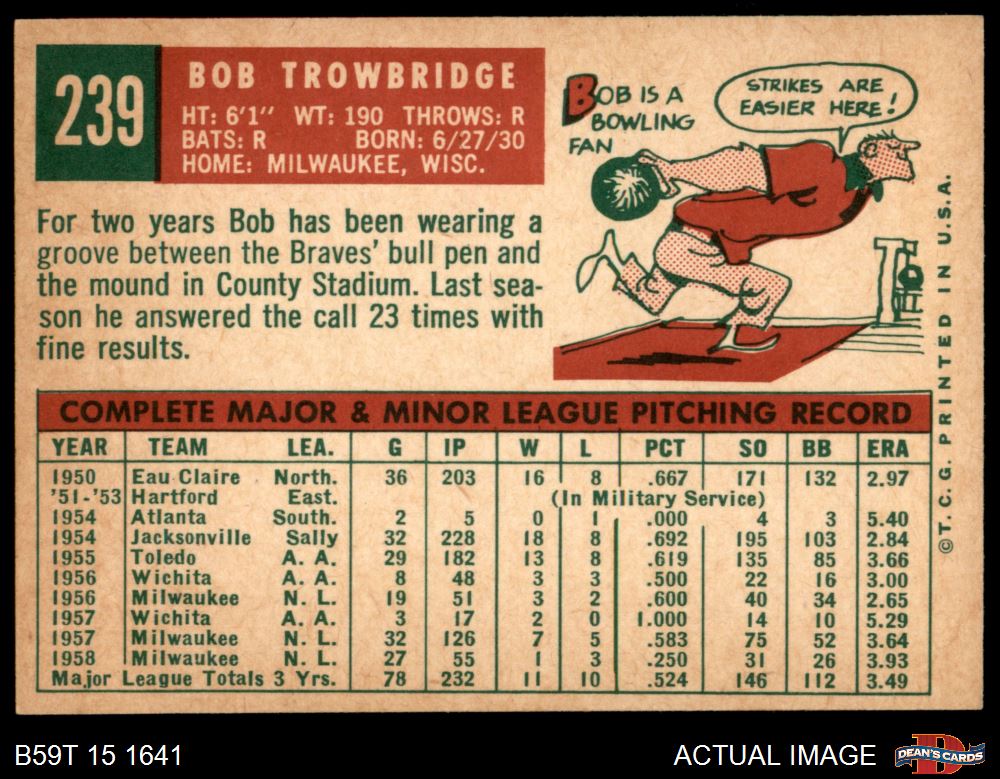 239
BOB TROWBRIDGE
HT: 6'1" WT: 190 THROWS: R
BATS: R BORN: 6/27/30
HOME: MILWAUKEE, WISC.
For two years Bob has been wearing a
groove between the Braves' bull pen and
the mound in County Stadium. Last sea-
son he answered the call 23 times with
fine results.
BOB IS A
BOWLING
FAN
STRIKES ARE
EASIER HERE!
©T.C.G. PRINTED IN U.S.A.
COMPLETE MAJOR & MINOR LEAGUE PITCHING RECORD
YEAR TEAM LEA. G IP W L PCT SO BB ERA
1950 Eau Claire North. 36 203 16 8 .667 171 132 2.97
'51-'53 Hartford East. (In Military Service)
1954 Atlanta South. 2 5 0 1 .000 4 3 5.40
1954 Jacksonville Sally 32 228 18 8 .692 195 103 2.84
1955 Toledo A. A. 29 182 13 8 .619 135 85 3.66
1956 Wichita A. A. 8 48 3 3 .500 22 16 3.00
1956 Milwaukee N. L. 19 51 3 2 .600 40 34 2.65
1957 Wichita A. A. 3 17 2 0 1.000 14 10 5.29
1957 Milwaukee N. L. 32 126 7 5 .583 75 52 3.64
1958 Milwaukee N. L. 27 55 1 3 .250 31 26 3.93
Major League Totals 3 Yrs. 78 232 11 10 .524 146 112 3.49
B59T 15 1641
ACTUAL IMAGE
DEAN'S CARDS